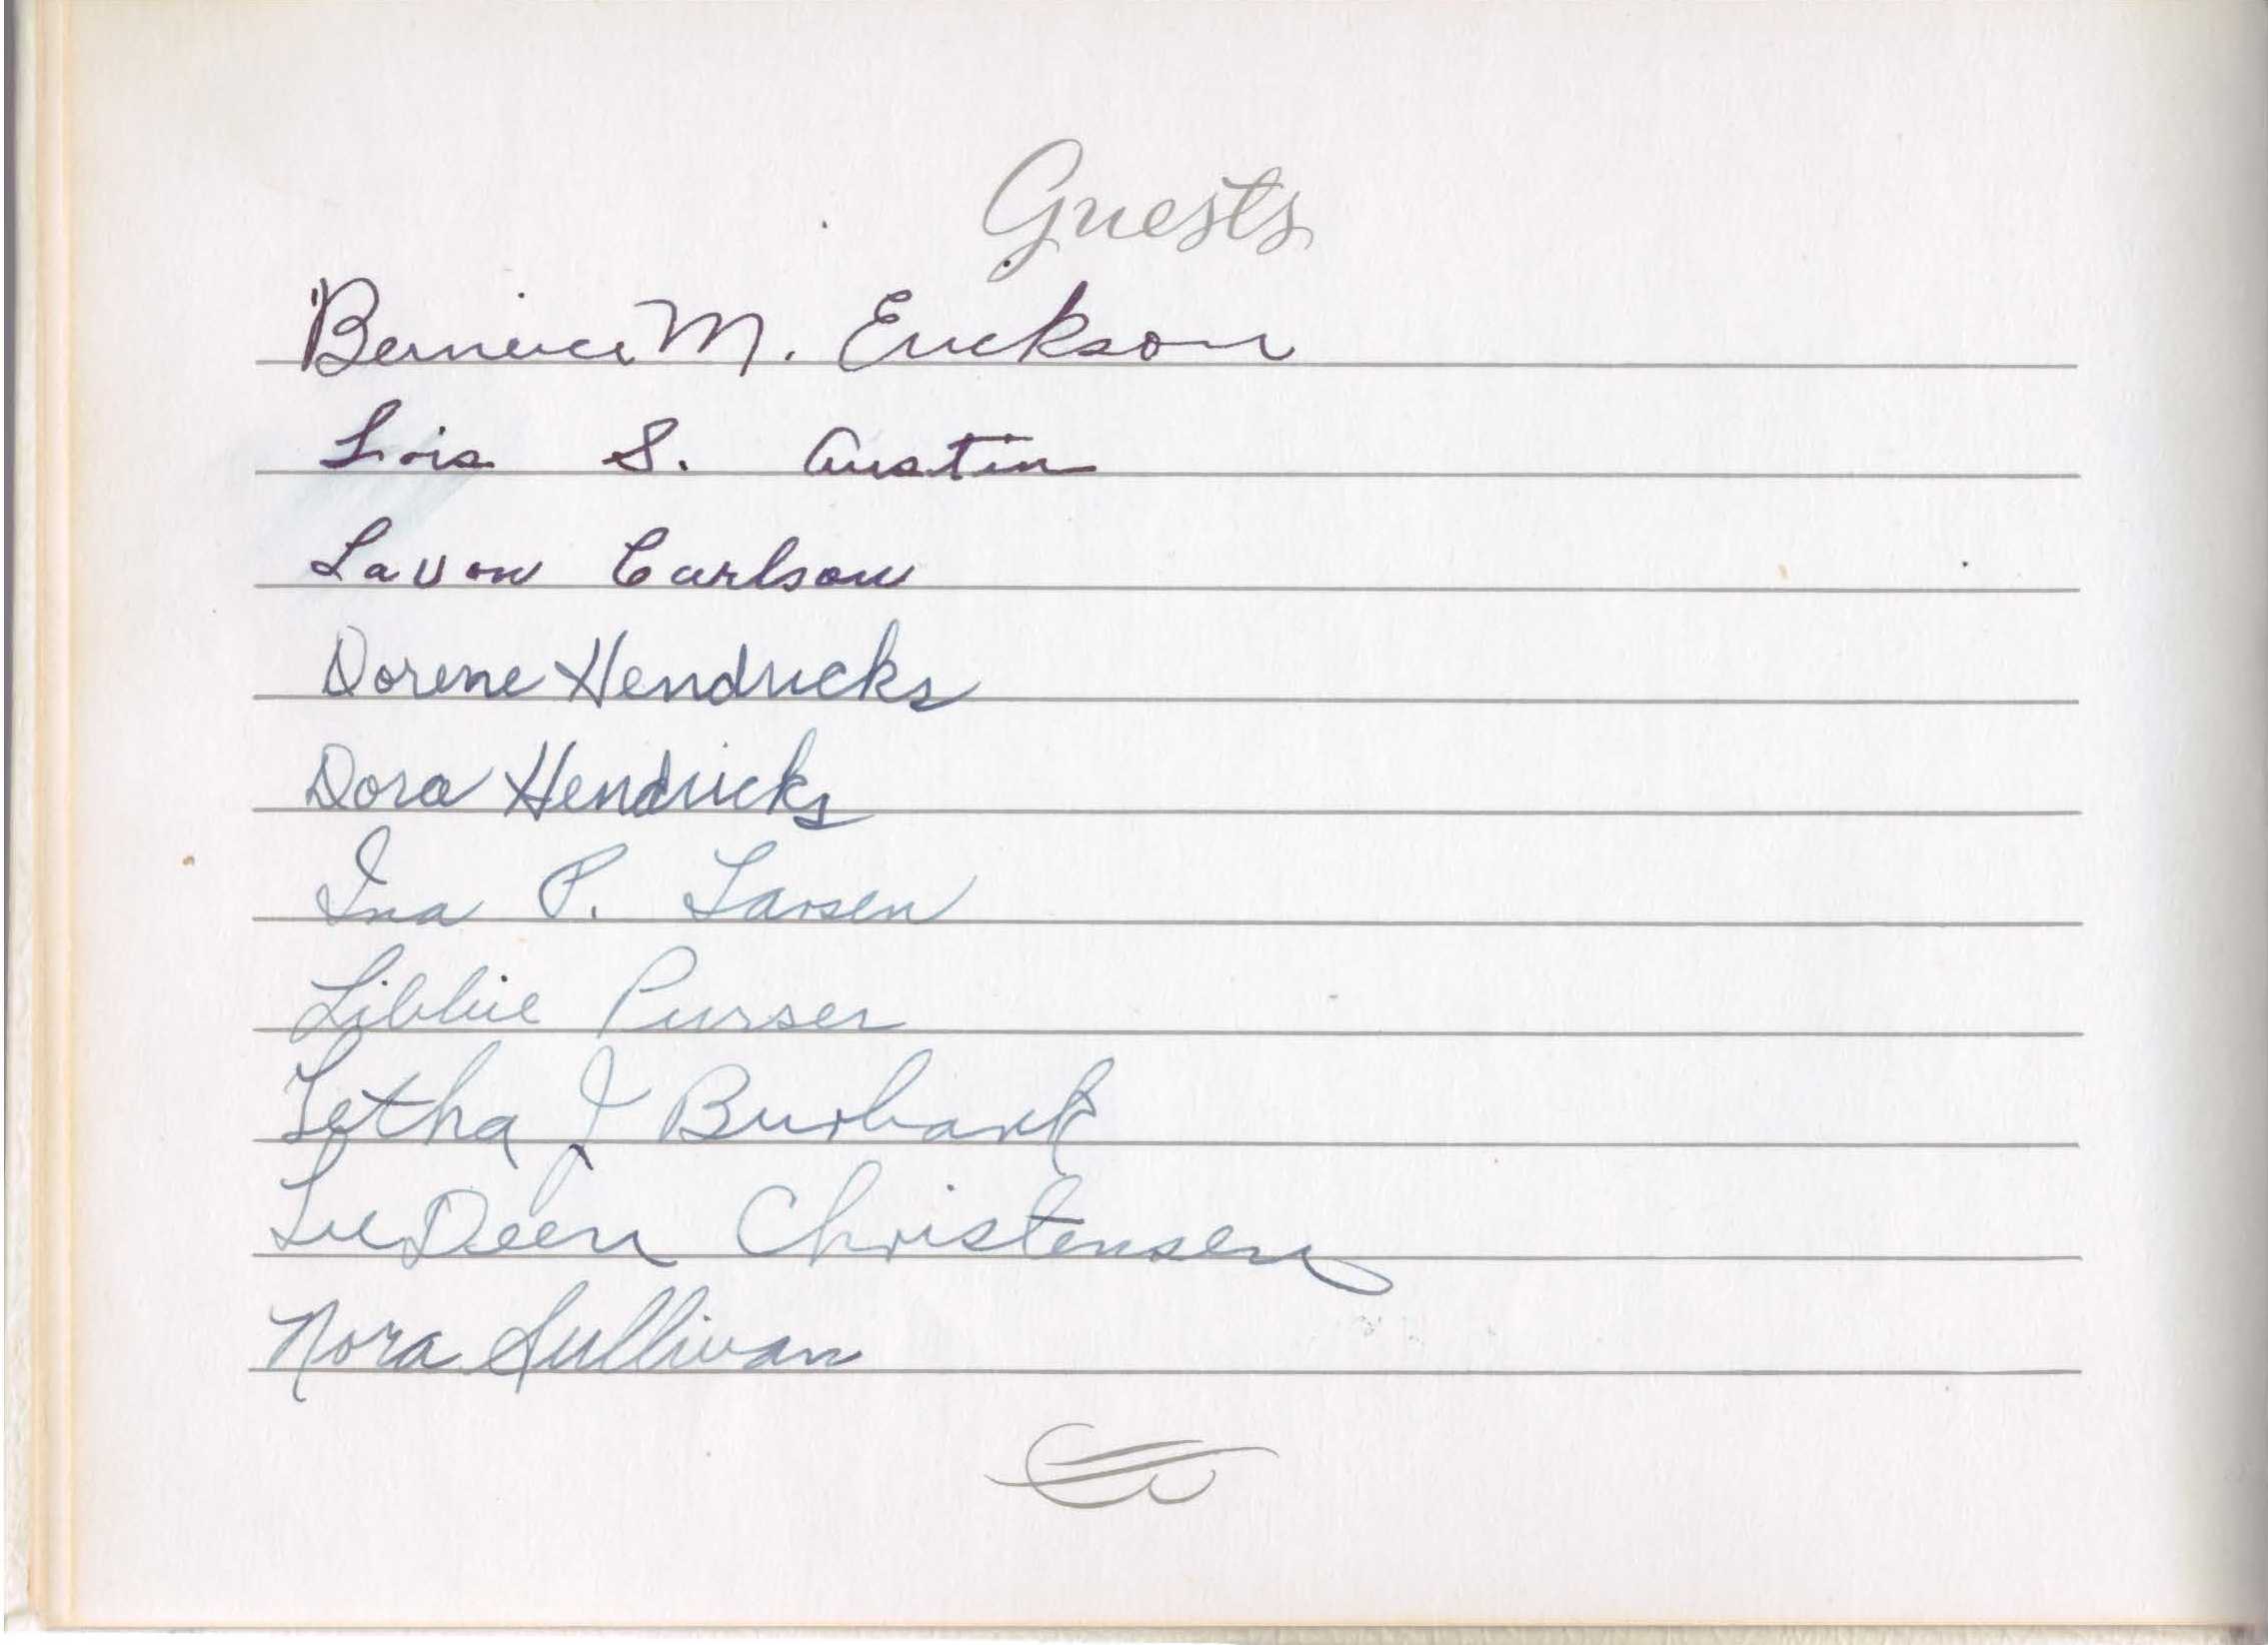 Guests
Bernice M. Erickson
Lois S. Austin
LaVon Carlson
Dorene Hendricks
Dora Hendricks
Ina P. Larsen
Libbie Purser
Letha J Burbank
LuDeen Christensen
Nora Sullivan